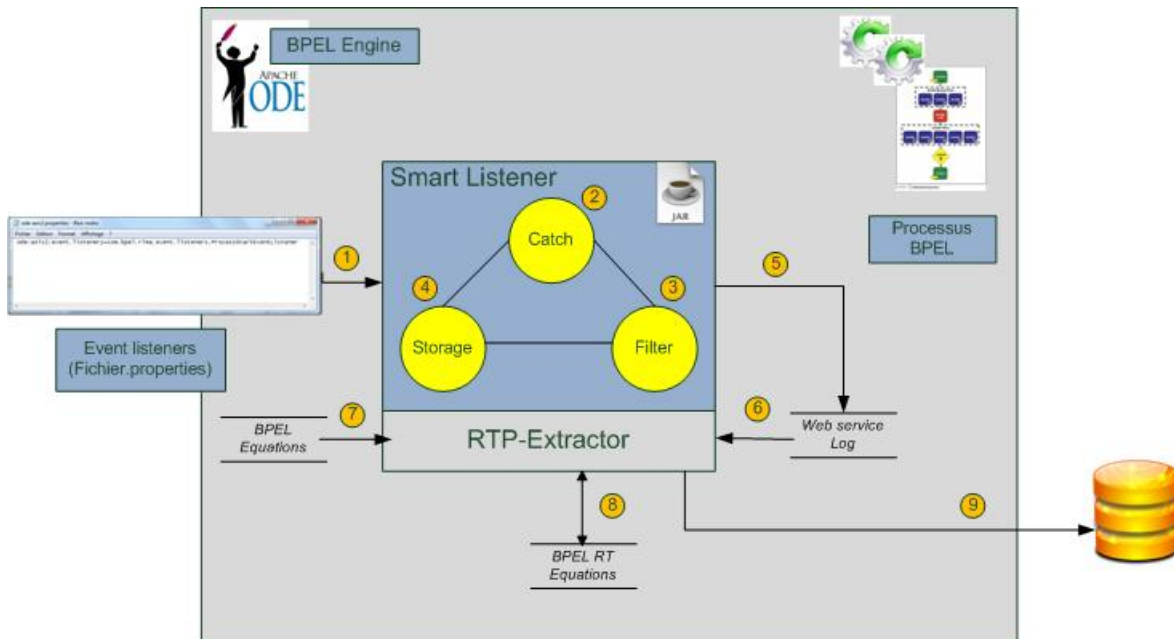 BPEL Engine
APACHE
ODE
Smart Listener
JAR
2
Catch
Processus
BPEL
1
5
4
3
Storage
Filter
Event listeners
(Fichier.properties)
7
BPEL
Equations
6
Web service
Log
RTP-Extractor
8
9
BPEL RT
Equations